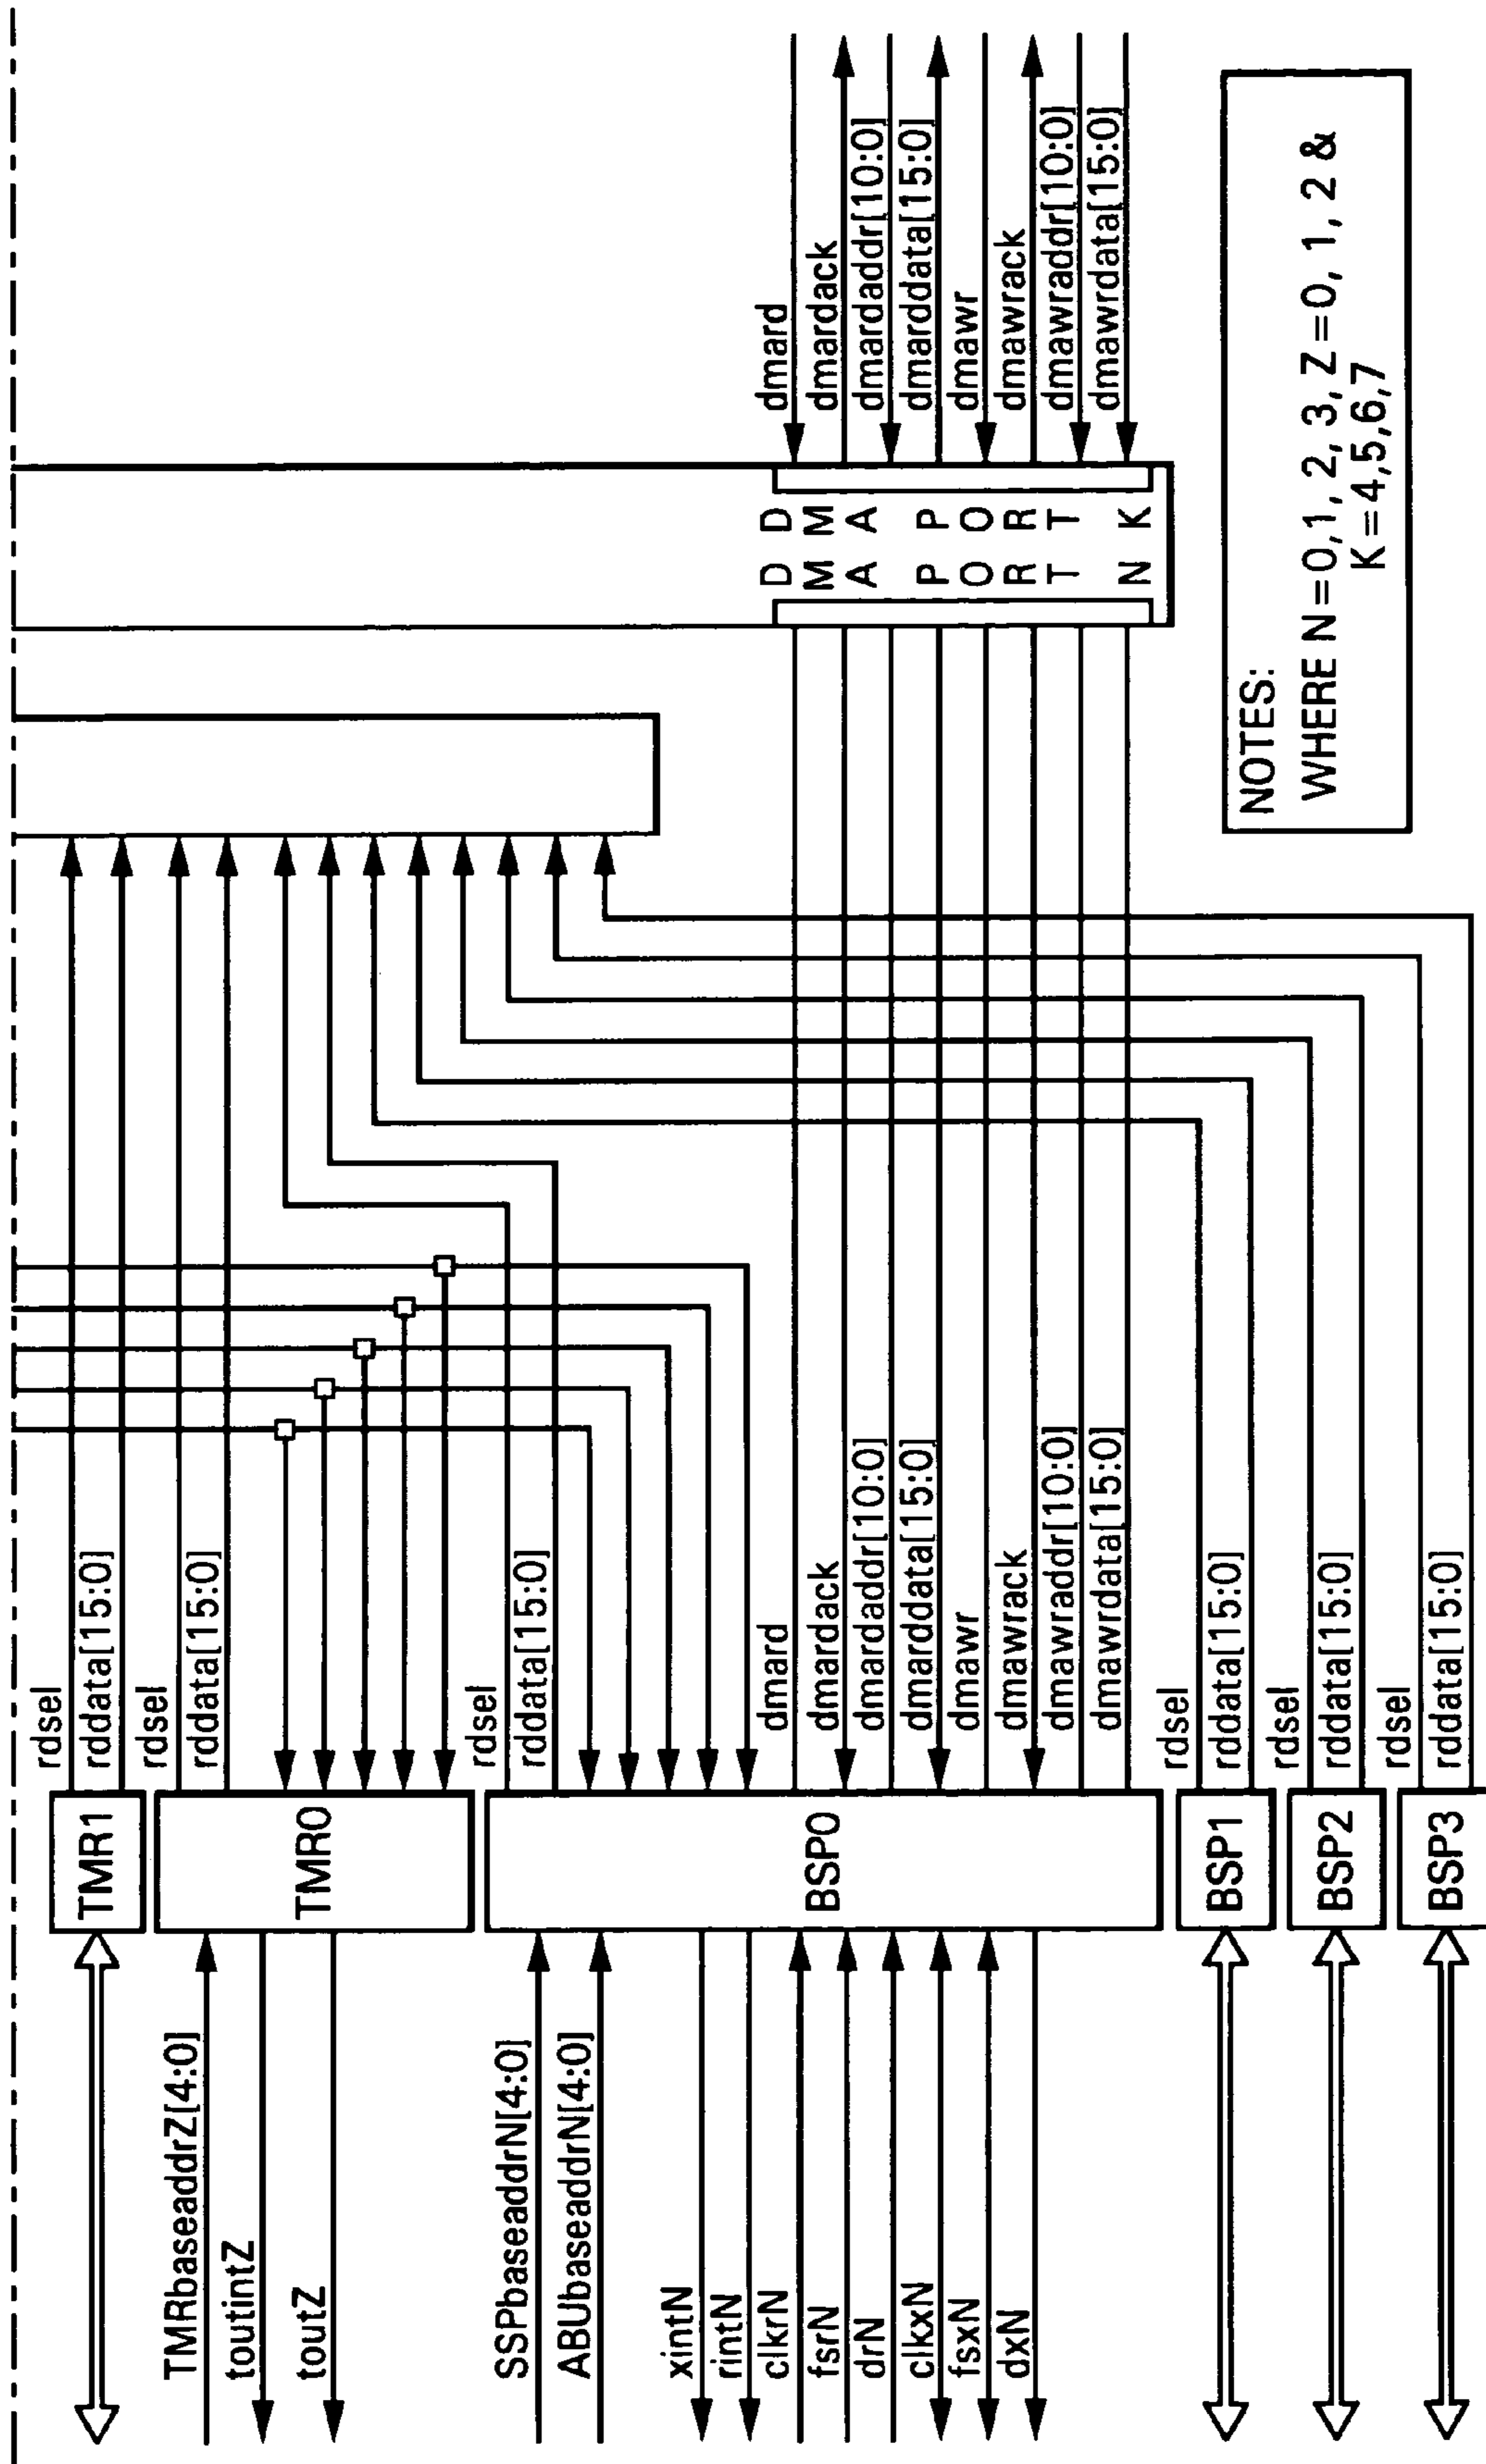 TMR1
rdsel
rddata[15:0]
TMRbaseaddrZ[4:0]
toutintZ
toutZ
TMR0
rdsel
rddata[15:0]
SSPbaseaddrN[4:0]
ABUbaseaddrN[4:0]
xintN
rintN
clkrN
fsrN
drN
clkxN
fsxN
dxN
BSP0
rdsel
rddata[15:0]
dmard
dmardack
dmardaddr[10:0]
dmarddata[15:0]
dmawr
dmawrack
dmawraddr[10:0]
dmawrdata[15:0]
BSP1
rdsel
rddata[15:0]
BSP2
rdsel
rddata[15:0]
BSP3
rdsel
rddata[15:0]
DMA PORT N
DMA PORT K
dmard
dmardack
dmardaddr[10:0]
dmarddata[15:0]
dmawr
dmawrack
dmawraddr[10:0]
dmawrdata[15:0]
NOTES:
WHERE N=0,1, 2, 3, Z=0, 1, 2 &
K=4,5,6,7